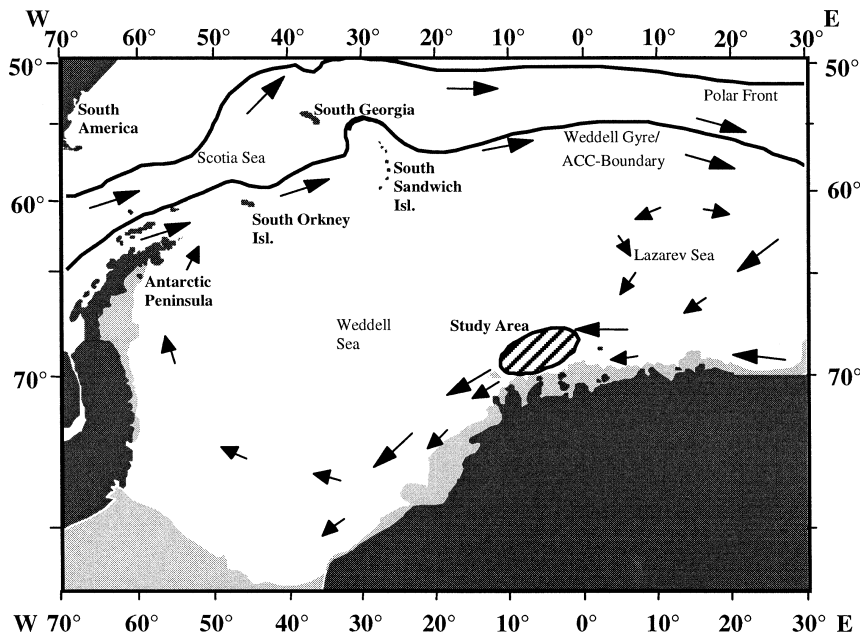 W E
70° 60° 50° 40° 30° 20° 10° 0° 10° 20° 30°
50° 50°
South
America
Polar Front
South Georgia
Scotia Sea
Weddell Gyre/
ACC-Boundary
South
Sandwich
Isl.
60° 60°
South Orkney
Isl.
Lazarev Sea
Antarctic
Peninsula
Weddell
Sea
Study Area
70° 70°
W 70° 60° 50° 40° 30° 20° 10° 0° 10° 20° 30° E